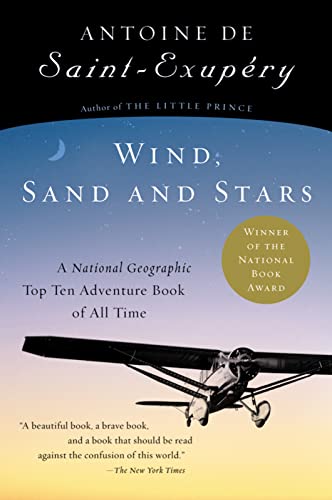 ANTOINE DE
Saint-Exupéry
Author of THE LITTLE PRINCE
WIND,
SAND AND STARS
WINNER
OF THE
NATIONAL
BOOK
AWARD
A National Geographic
Top Ten Adventure Book
of All Time
"A beautiful book, a brave book,
and a book that should be read
against the confusion of this world."
—The New York Times